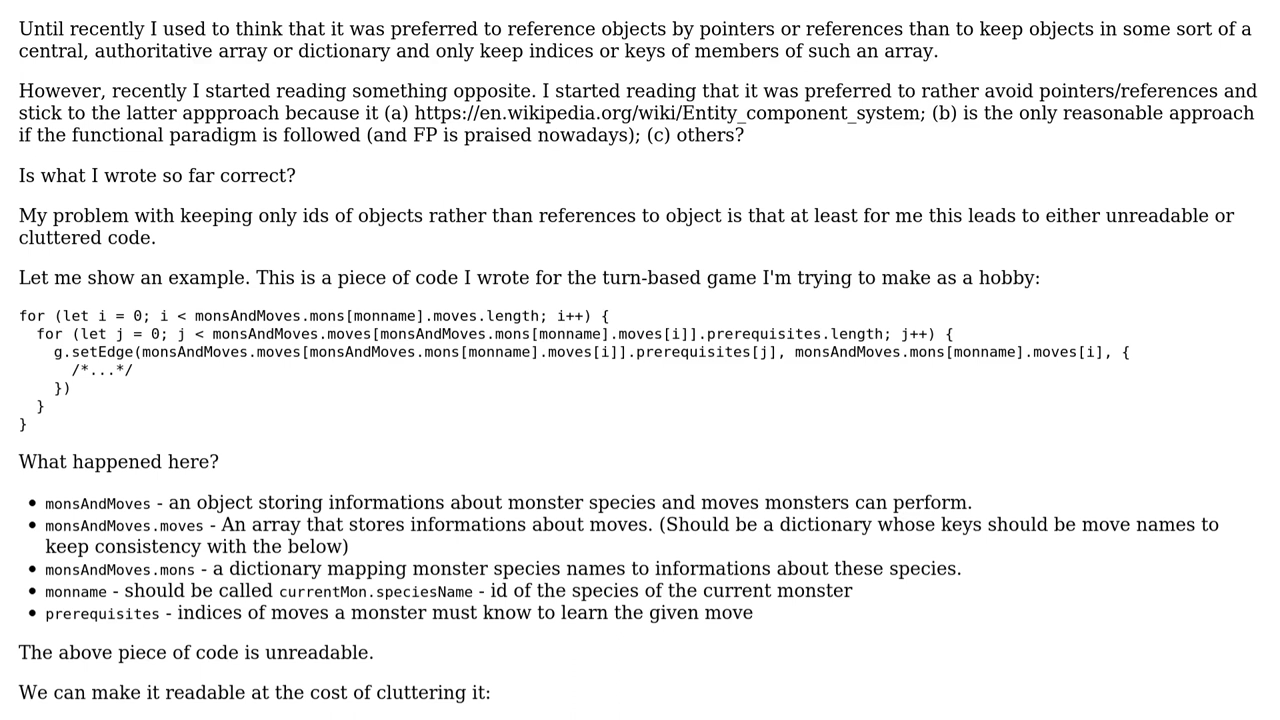 Until recently I used to think that it was preferred to reference objects by pointers or references than to keep objects in some sort of a
central, authoritative array or dictionary and only keep indices or keys of members of such an array.
However, recently I started reading something opposite. I started reading that it was preferred to rather avoid pointers/references and
stick to the latter appproach because it (a) https://en.wikipedia.org/wiki/Entity_component_system; (b) is the only reasonable approach
if the functional paradigm is followed (and FP is praised nowadays); (c) others?
Is what I wrote so far correct?
My problem with keeping only ids of objects rather than references to object is that at least for me this leads to either unreadable or
cluttered code.
Let me show an example. This is a piece of code I wrote for the turn-based game I'm trying to make as a hobby:
for (let i = 0; i < monsAndMoves.mons[monname].moves.length; i++) {
  for (let j = 0; j < monsAndMoves.moves[monsAndMoves.mons[monname].moves[i]].prerequisites.length; j++) {
    g.setEdge(monsAndMoves.moves[monsAndMoves.mons[monname].moves[i]].prerequisites[j], monsAndMoves.mons[monname].moves[i], {
      /*...*/
    })
  }
}
What happened here?
• monsAndMoves - an object storing informations about monster species and moves monsters can perform.
• monsAndMoves.moves - An array that stores informations about moves. (Should be a dictionary whose keys should be move names to
keep consistency with the below)
• monsAndMoves.mons - a dictionary mapping monster species names to informations about these species.
• monname - should be called currentMon.speciesName - id of the species of the current monster
• prerequisites - indices of moves a monster must know to learn the given move
The above piece of code is unreadable.
We can make it readable at the cost of cluttering it: